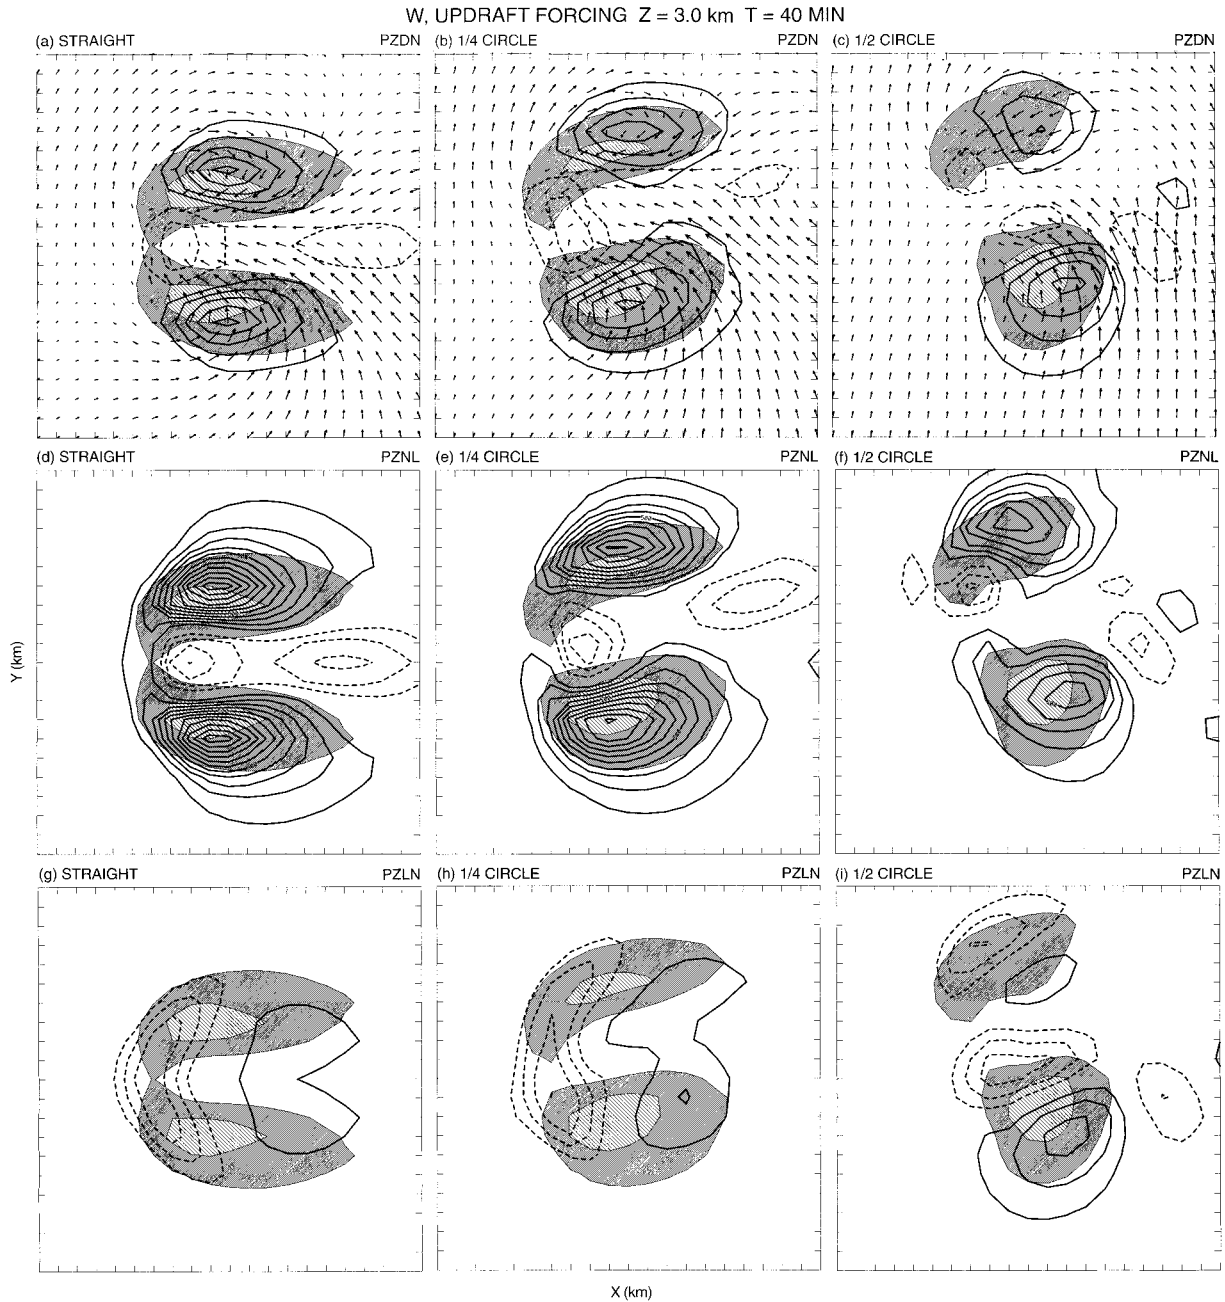 W, UPDRAFT FORCING Z = 3.0 km T = 40 MIN
(a) STRAIGHT PZDN
(b) 1/4 CIRCLE PZDN
(c) 1/2 CIRCLE PZDN
(d) STRAIGHT PZNL
(e) 1/4 CIRCLE PZNL
(f) 1/2 CIRCLE PZNL
Y (km)
(g) STRAIGHT PZLN
(h) 1/4 CIRCLE PZLN
(i) 1/2 CIRCLE PZLN
X (km)